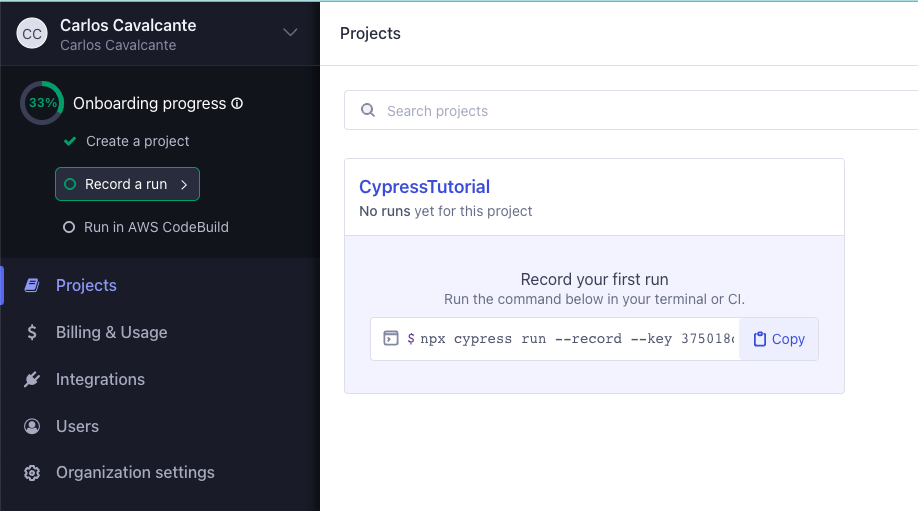 CC
Carlos Cavalcante
Carlos Cavalcante
33%
Onboarding progress
Create a project
Record a run
Run in AWS CodeBuild
Projects
Billing & Usage
Integrations
Users
Organization settings
Projects
Search projects
CypressTutorial
No runs yet for this project
Record your first run
Run the command below in your terminal or CI.
$ npx cypress run --record --key 375018
Copy